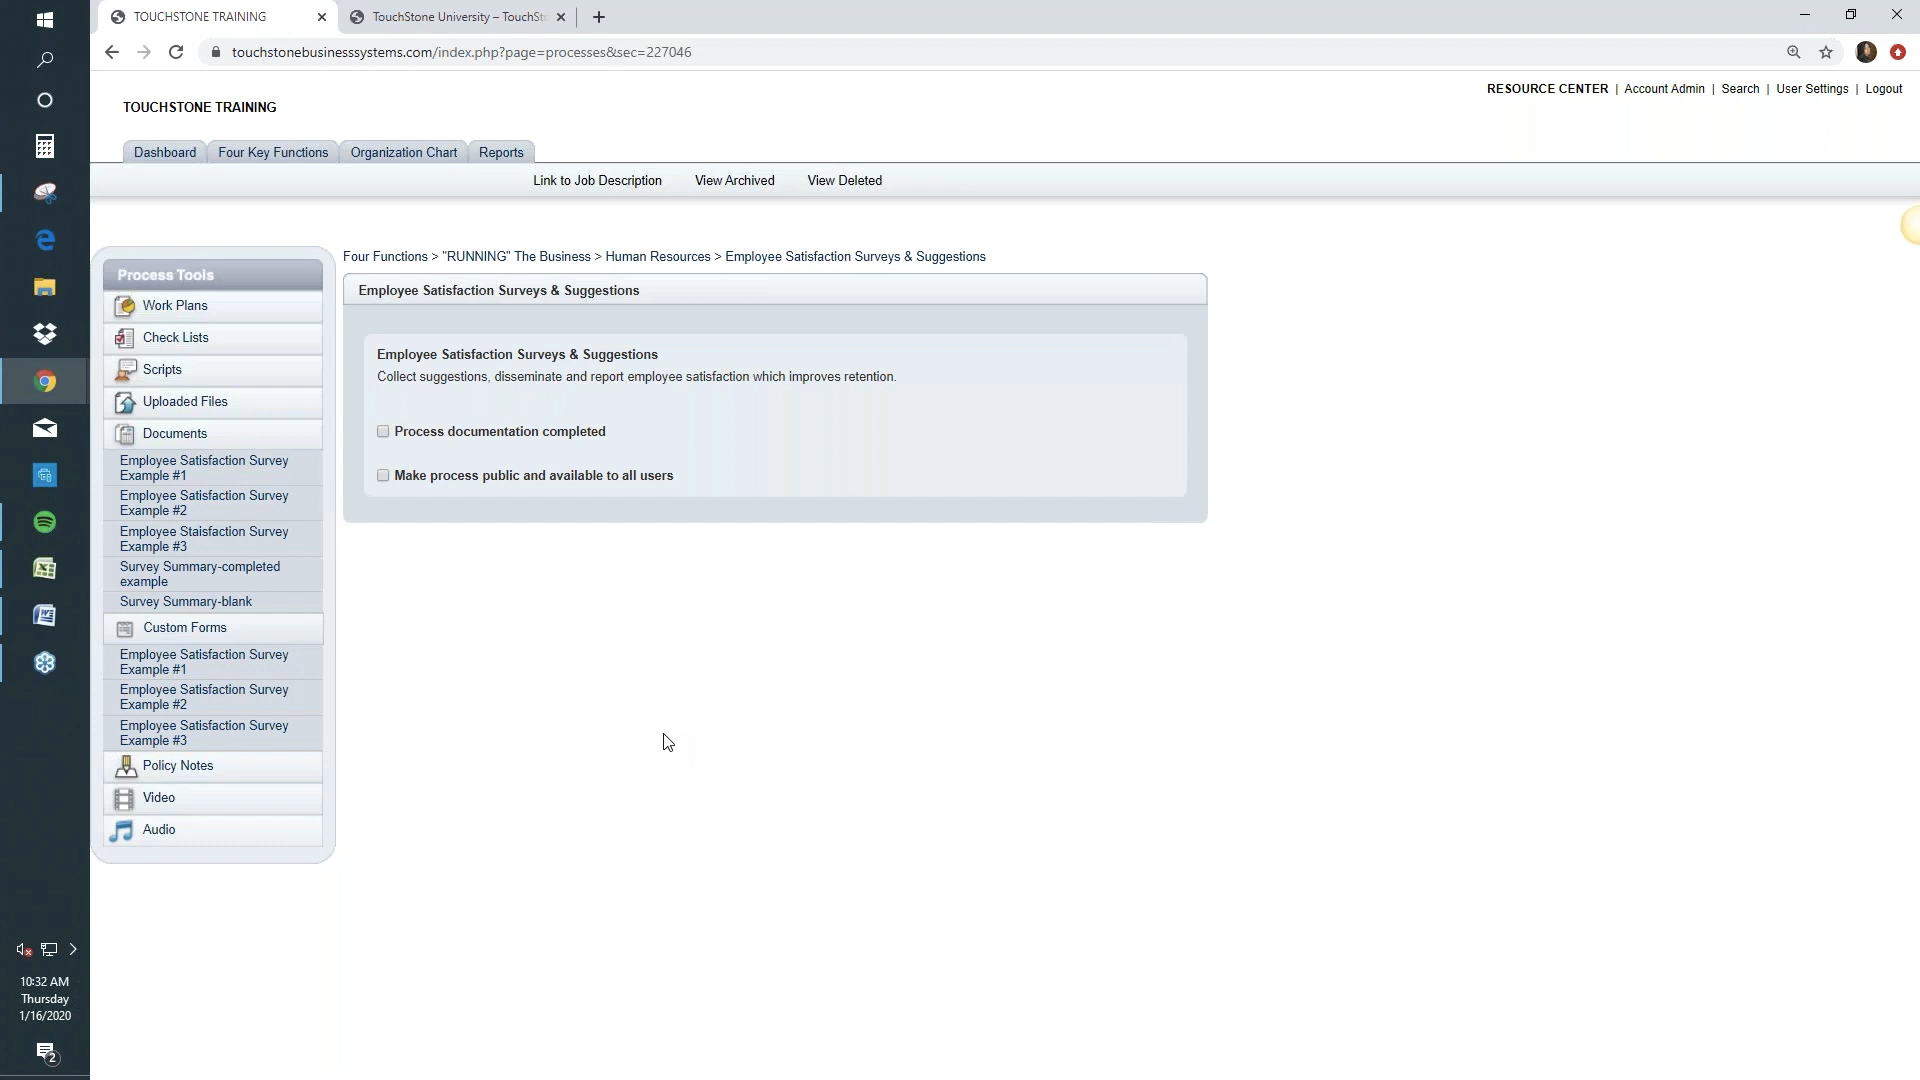 TOUCHSTONE TRAINING
TouchStone University – TouchSt
touchstonebusinesssystems.com/index.php?page=processes&sec=227046
RESOURCE CENTER | Account Admin | Search | User Settings | Logout
TOUCHSTONE TRAINING
Dashboard
Four Key Functions
Organization Chart
Reports
Link to Job Description
View Archived
View Deleted
Four Functions > "RUNNING" The Business > Human Resources > Employee Satisfaction Surveys & Suggestions
Process Tools
Work Plans
Check Lists
Scripts
Uploaded Files
Documents
Employee Satisfaction Survey
Example #1
Employee Satisfaction Survey
Example #2
Employee Staisfaction Survey
Example #3
Survey Summary-completed
example
Survey Summary-blank
Custom Forms
Employee Satisfaction Survey
Example #1
Employee Satisfaction Survey
Example #2
Employee Satisfaction Survey
Example #3
Policy Notes
Video
Audio
Employee Satisfaction Surveys & Suggestions
Employee Satisfaction Surveys & Suggestions
Collect suggestions, disseminate and report employee satisfaction which improves retention.
Process documentation completed
Make process public and available to all users
10:32 AM
Thursday
1/16/2020
2